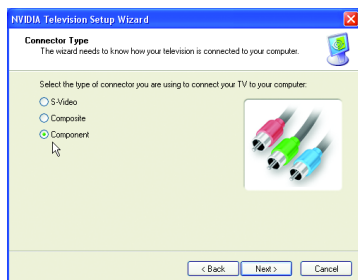 NVIDIA Television Setup Wizard
Connector Type
The wizard needs to know how your television is connected to your computer.
Select the type of connector you are using to connect your TV to your computer:
S-Video
Composite
Component
< Back
Next >
Cancel